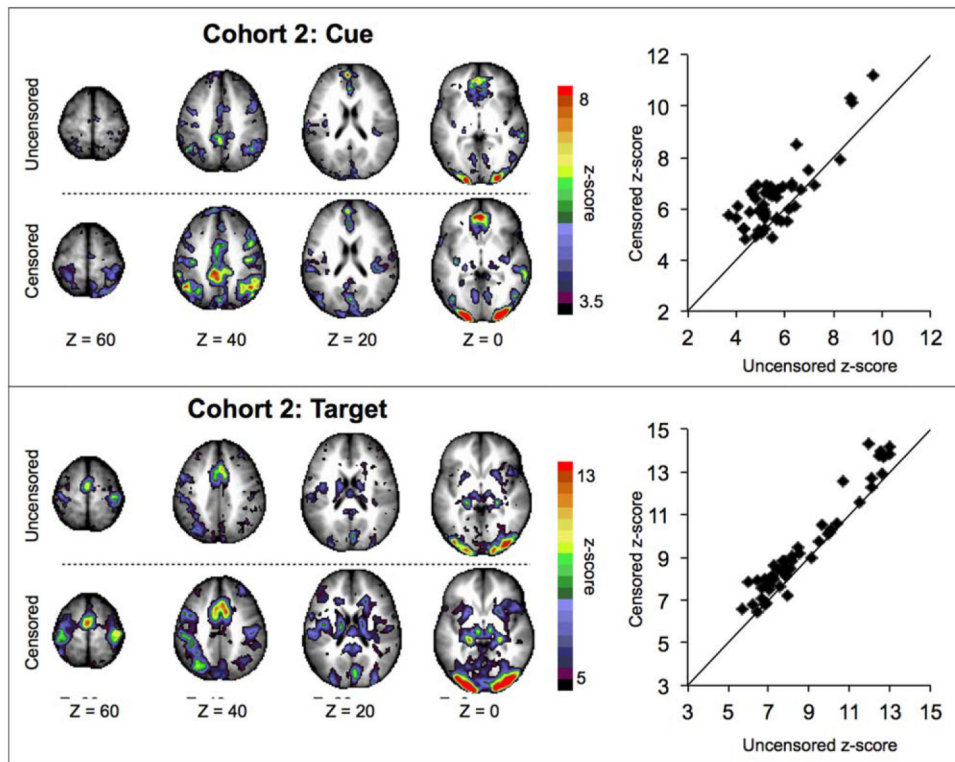 Cohort 2: Cue
Uncensored
Censored
Z = 60
Z = 40
Z = 20
Z = 0
8
z-score
3.5
12
10
8
6
4
2
Censored z-score
2
4
6
8
10
12
Uncensored z-score
Cohort 2: Target
Uncensored
Censored
Z = 60
Z = 40
Z = 20
Z = 0
13
z-score
5
15
13
11
9
7
5
3
Censored z-score
3
5
7
9
11
13
15
Uncensored z-score